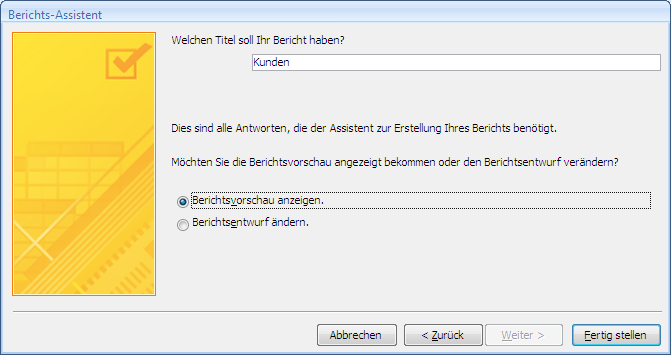 Berichts-Assistent
Welchen Titel soll Ihr Bericht haben?
Kunden
Dies sind alle Antworten, die der Assistent zur Erstellung Ihres Berichts benötigt.
Möchten Sie die Berichtsvorschau angezeigt bekommen oder den Berichtsentwurf verändern?
Berichtsvorschau anzeigen.
Berichtsentwurf ändern.
Abbrechen < Zurück Weiter > Fertig stellen